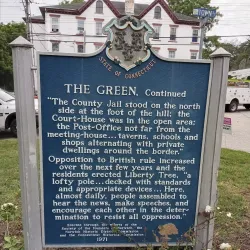 STATE OF CONNECTICUT
THE GREEN, Continued
"The County Jail stood on the north
side at the foot of the hill; the
Court-House was in the open area;
the Post-Office not far from the
meeting-house... taverns, schools and
shops alternating with private
dwellings around the border."
Opposition to British rule increased
over the next few years and the
residents erected Liberty Tree, "a
lofty pole...decked with standards
and appropriate devices... Here,
almost daily, people assembled to
hear the news, make speeches, and
encourage each other in the deter-
mination to resist all oppression."
1971